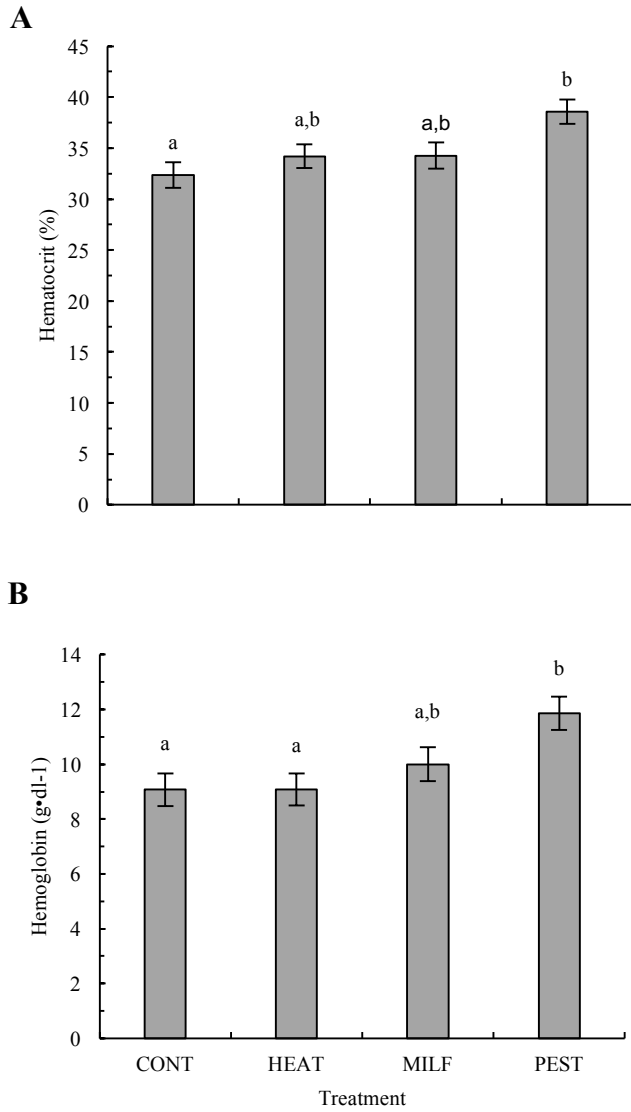 A
45
40
35
30
25
20
15
10
5
0
Hematocrit (%)
a
a,b
a,b
b
B
14
12
10
8
6
4
2
0
Hemoglobin (g•dl-1)
a
a
a,b
b
CONT HEAT MILF PEST
Treatment